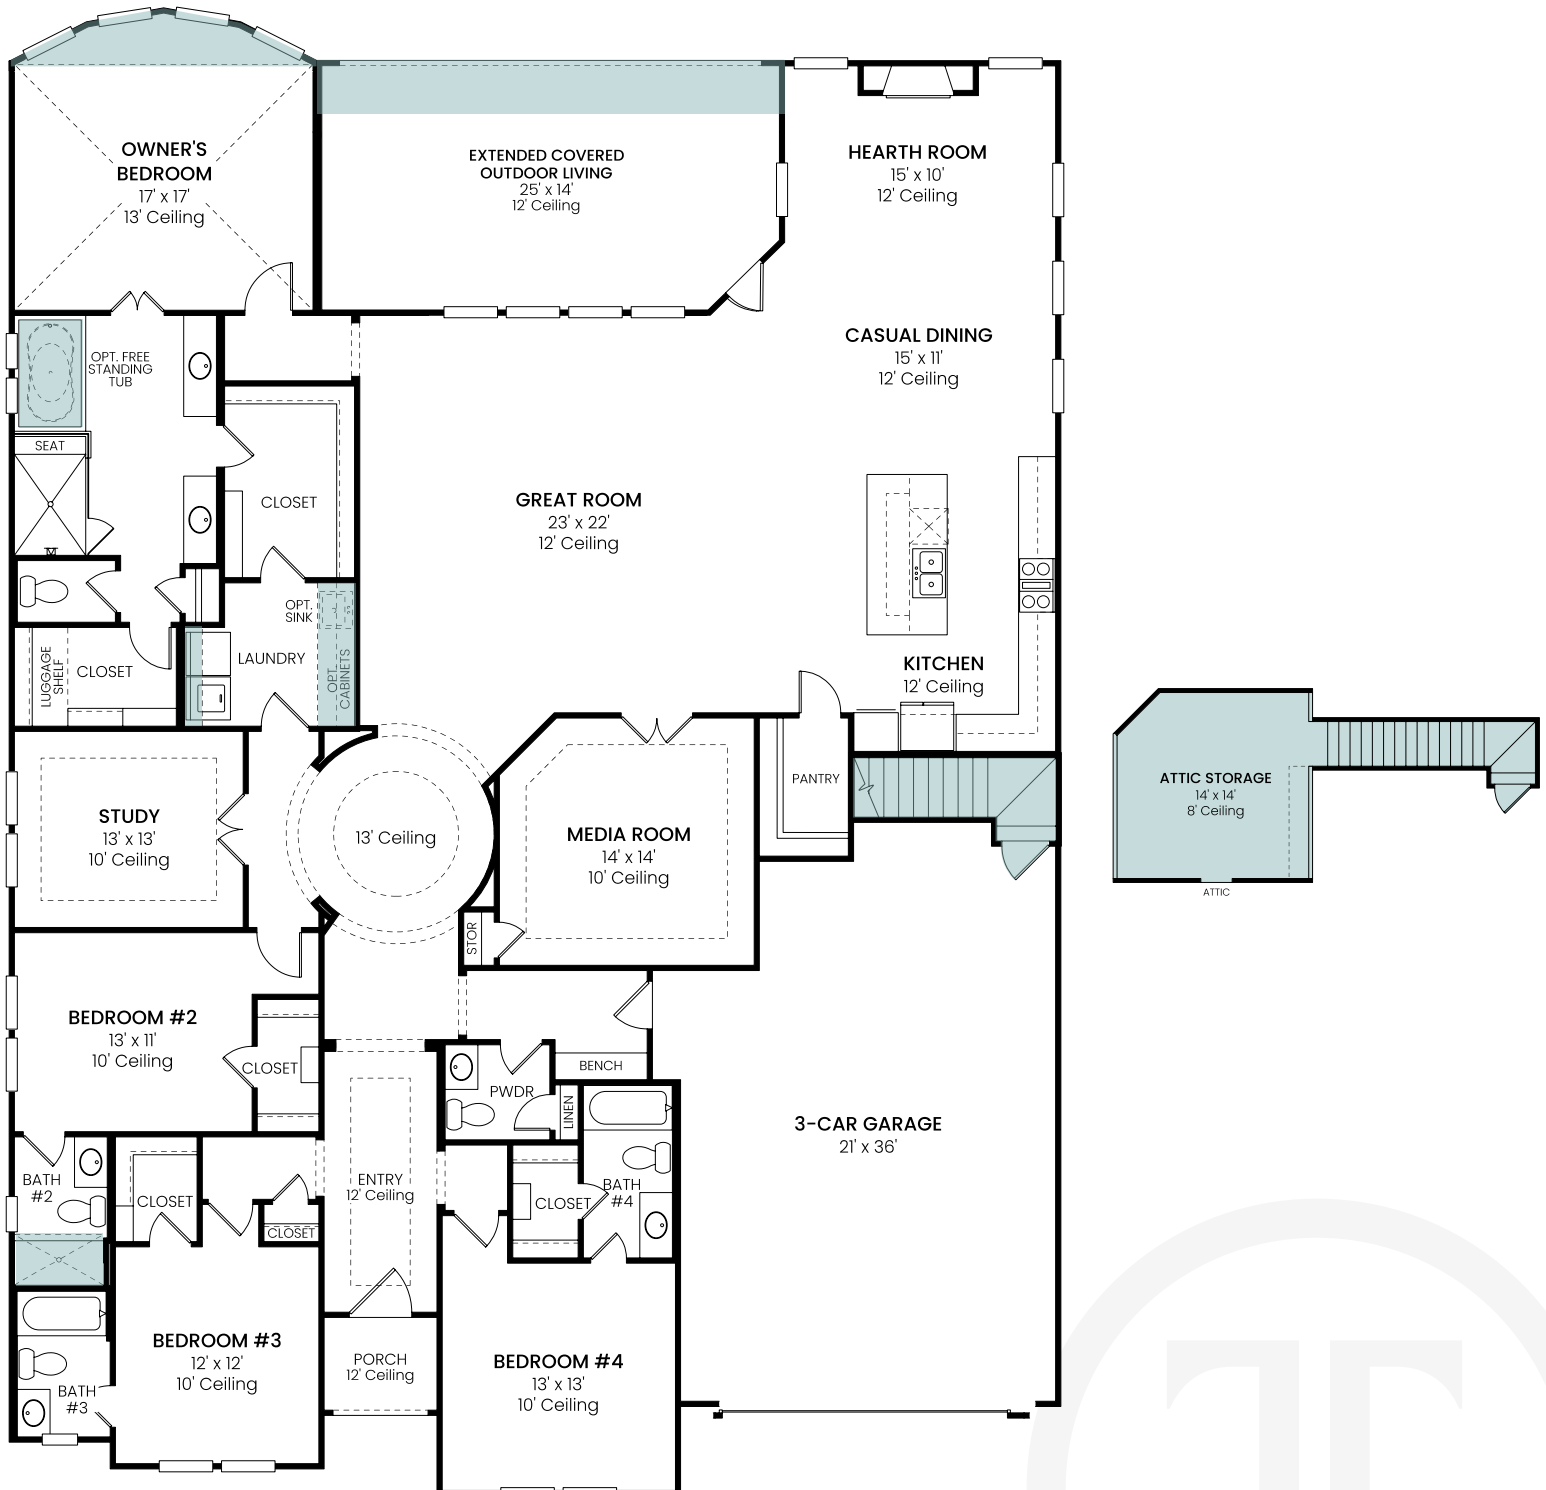 OWNER'S
BEDROOM
17' x 17'
13' Ceiling
EXTENDED COVERED
OUTDOOR LIVING
25' x 14'
12' Ceiling
HEARTH ROOM
15' x 10'
12' Ceiling
OPT. FREE
STANDING
TUB
CASUAL DINING
15' x 11'
12' Ceiling
SEAT
CLOSET
GREAT ROOM
23' x 22'
12' Ceiling
OPT.
SINK
LUGGAGE
SHELF
CLOSET
LAUNDRY
OPT.
CABINETS
KITCHEN
12' Ceiling
STUDY
13' x 13'
10' Ceiling
13' Ceiling
MEDIA ROOM
14' x 14'
10' Ceiling
PANTRY
ATTIC STORAGE
14' x 14'
8' Ceiling
ATTIC
STOR
BEDROOM #2
13' x 11'
10' Ceiling
CLOSET
BENCH
PWDR
LINEN
3-CAR GARAGE
21' x 36'
BATH
#2
CLOSET
CLOSET
ENTRY
12' Ceiling
CLOSET
BATH
#4
BEDROOM #3
12' x 12'
10' Ceiling
PORCH
12' Ceiling
BEDROOM #4
13' x 13'
10' Ceiling
BATH
#3